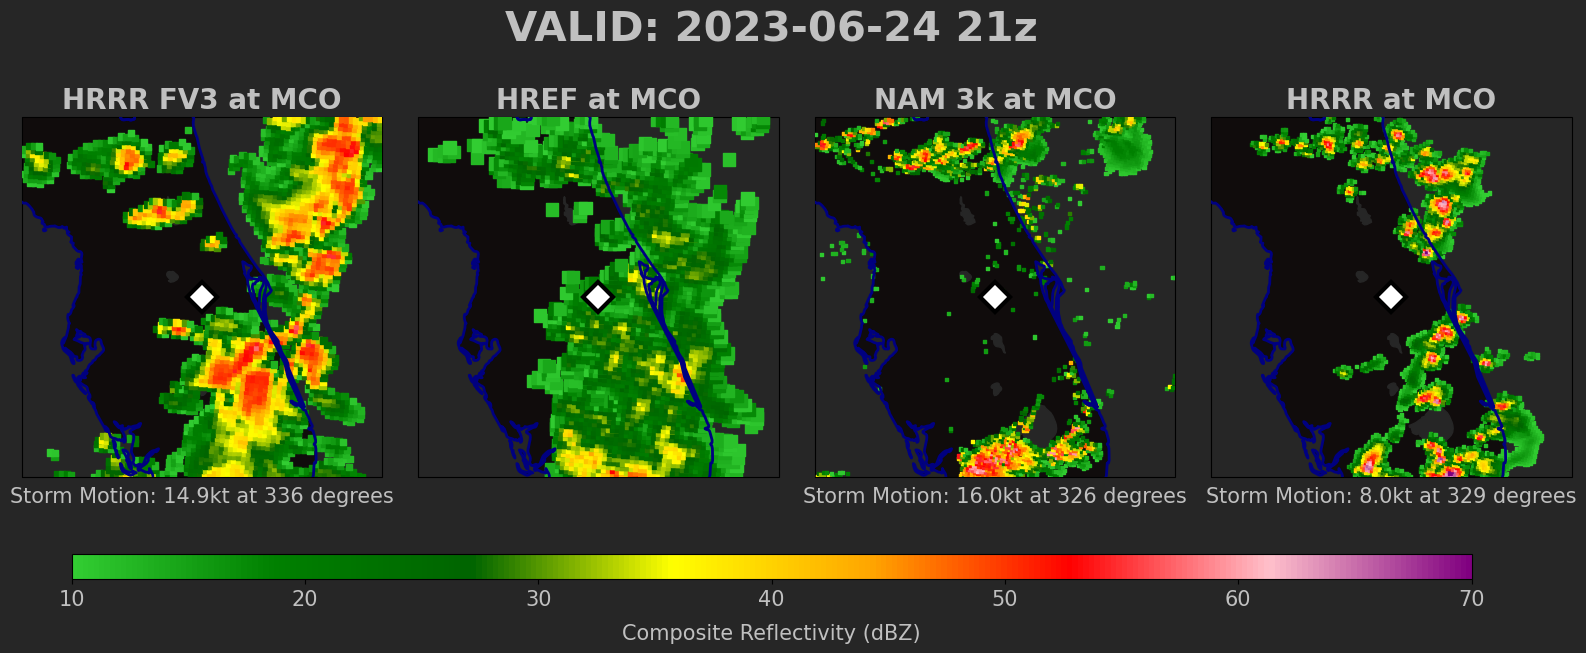 VALID: 2023-06-24 21z
HRRR FV3 at MCO
HREF at MCO
NAM 3k at MCO
HRRR at MCO
Storm Motion: 14.9kt at 336 degrees
Storm Motion: 16.0kt at 326 degrees
Storm Motion: 8.0kt at 329 degrees
10 20 30 40 50 60 70
Composite Reflectivity (dBZ)